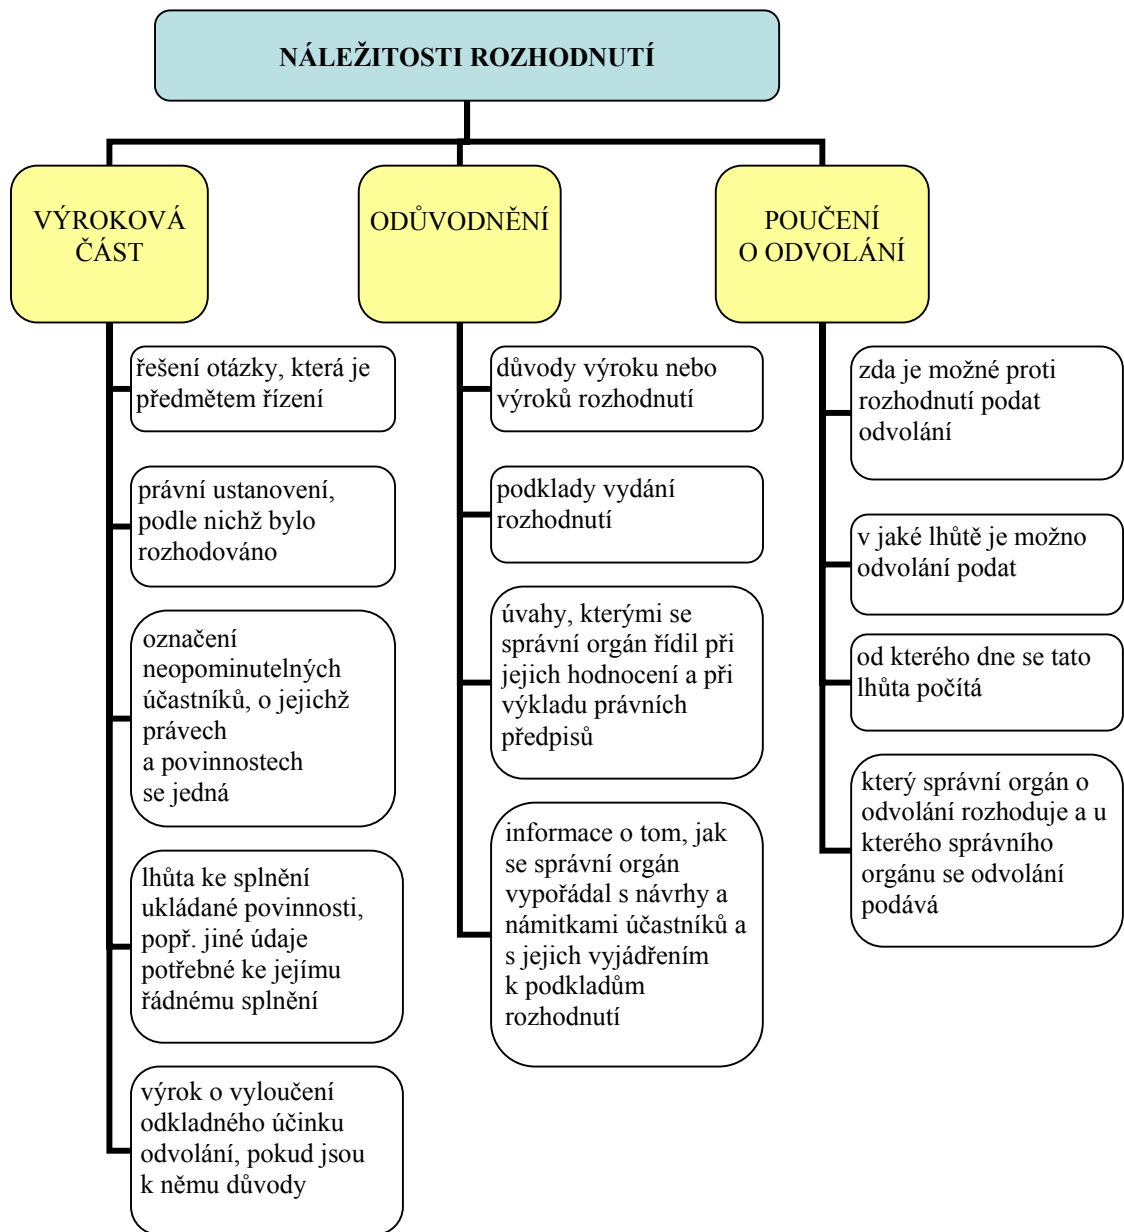 NÁLEŽITOSTI ROZHODNUTÍ
VÝROKOVÁ
ČÁST
řešení otázky, která je
předmětem řízení
právní ustanovení,
podle nichž bylo
rozhodováno
označení
neopominutelných
účastníků, o jejichž
právech
a povinnostech
se jedná
lhůta ke splnění
ukládané povinnosti,
popř. jiné údaje
potřebné ke jejímu
řádnému splnění
výrok o vyloučení
odkladného účinku
odvolání, pokud jsou
k němu důvody
ODŮVODNĚNÍ
důvody výroku nebo
výroků rozhodnutí
podklady vydání
rozhodnutí
úvahy, kterými se
správní orgán řídil při
jejich hodnocení a při
výkladu právních
předpisů
informace o tom, jak
se správní orgán
vypořádal s návrhy a
námitkami účastníků a
s jejich vyjádřením
k podkladům
rozhodnutí
POUČENÍ
O ODVOLÁNÍ
zda je možné proti
rozhodnutí podat
odvolání
v jaké lhůtě je možno
odvolání podat
od kterého dne se tato
lhůta počítá
který správní orgán o
odvolání rozhoduje a u
kterého správního
orgánu se odvolání
podává